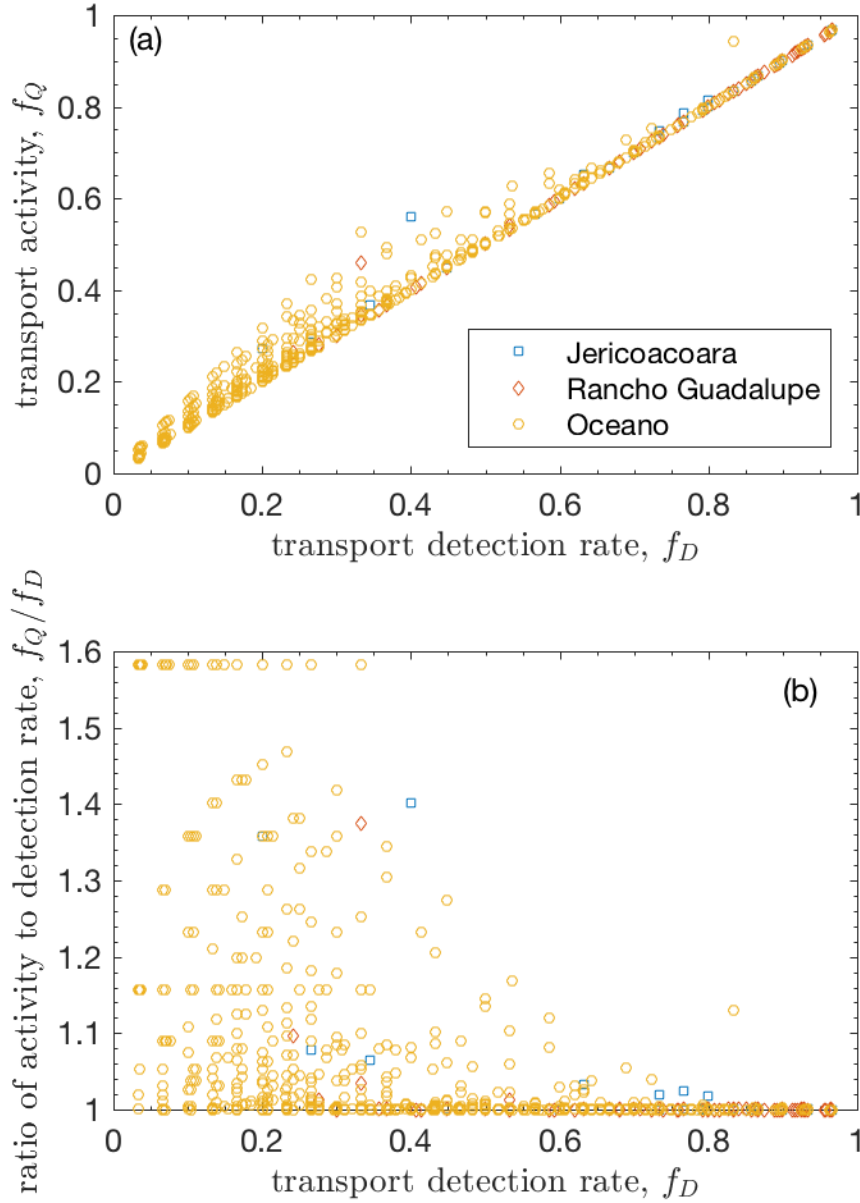 (a)
transport activity, f_Q
1
0.8
0.6
0.4
0.2
0
Jericoacoara
Rancho Guadalupe
Oceano
0 0.2 0.4 0.6 0.8 1
transport detection rate, f_D
(b)
ratio of activity to detection rate, f_Q/f_D
1.6
1.5
1.4
1.3
1.2
1.1
1
0 0.2 0.4 0.6 0.8 1
transport detection rate, f_D